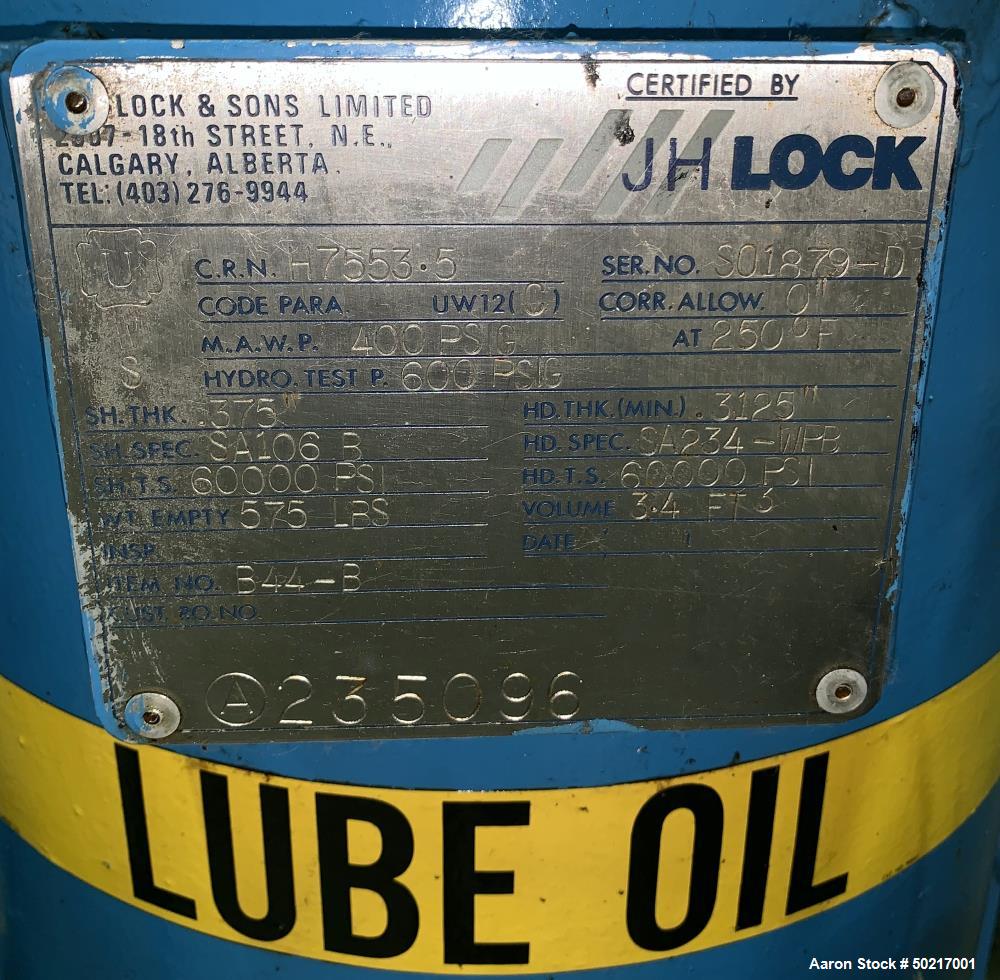 LOCK & SONS LIMITED
18th STREET, N.E.,
CALGARY, ALBERTA.
TEL: (403) 276-9944
CERTIFIED BY
JH LOCK
U
C.R.N. H7553·5
SER. NO. S01879-D
CODE PARA. UW12(C)
CORR. ALLOW. 0"
M.A.W.P. 400 PSIG AT 250°F
S
HYDRO. TEST P. 600 PSIG
SH. THK. .375"
HD. THK. (MIN.) .3125"
SH. SPEC. SA106 B
HD. SPEC. SA234-WPB
SH. T.S. 60000 PSI
HD. T.S. 60000 PSI
WT. EMPTY 575 LBS
VOLUME 3.4 FT3
INSP.
DATE
ITEM NO. B44-B
CUST. P.O. NO.
A 235096
LUBE OIL
Aaron Stock # 50217001